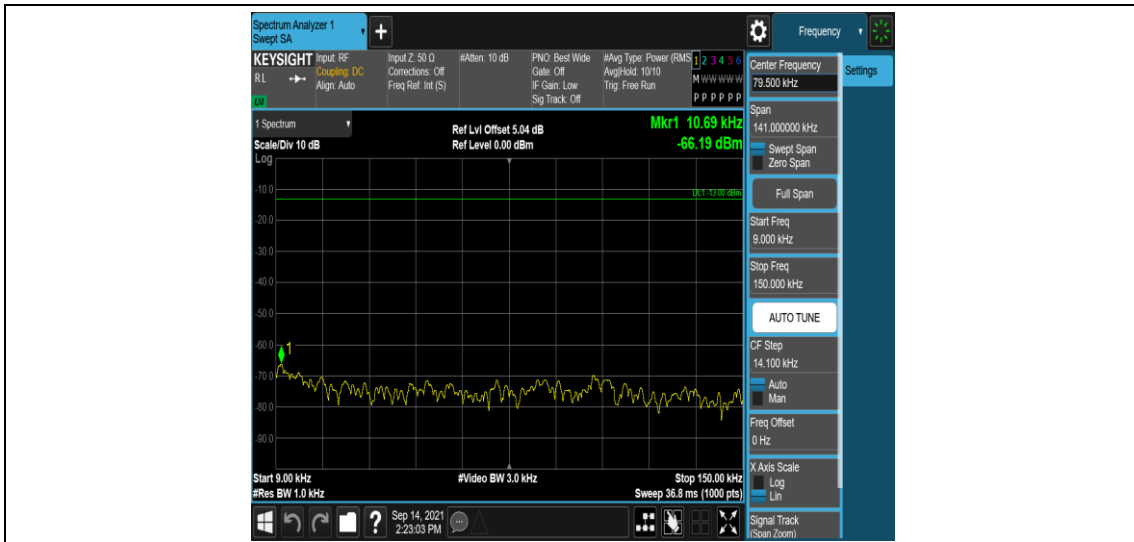 Spectrum Analyzer 1
Swept SA
+
Frequency
KEYSIGHT
RL
LXI
Input: RF
Coupling: DC
Align: Auto
Input Z: 50 Ω
Corrections: Off
Freq Ref: Int (S)
#Atten: 10 dB
PNO: Best Wide
Gate: Off
IF Gain: Low
Sig Track: Off
#Avg Type: Power (RMS
Avg|Hold: 10/10
Trig: Free Run
1 2 3 4 5 6
M W W W W W
P P P P P P
1 Spectrum
Scale/Div 10 dB
Log
Ref Lvl Offset 5.04 dB
Ref Level 0.00 dBm
Mkr1 10.69 kHz
-66.19 dBm
DL1 -13.00 dBm
-10.0
-20.0
-30.0
-40.0
-50.0
-60.0
1
-70.0
-80.0
-90.0
Start 9.00 kHz
#Res BW 1.0 kHz
#Video BW 3.0 kHz
Stop 150.00 kHz
Sweep 36.8 ms (1000 pts)
Center Frequency
79.500 kHz
Settings
Span
141.000000 kHz
Swept Span
Zero Span
Full Span
Start Freq
9.000 kHz
Stop Freq
150.000 kHz
AUTO TUNE
CF Step
14.100 kHz
Auto
Man
Freq Offset
0 Hz
X Axis Scale
Log
Lin
Signal Track
(Span Zoom)
?
Sep 14, 2021
2:23:03 PM